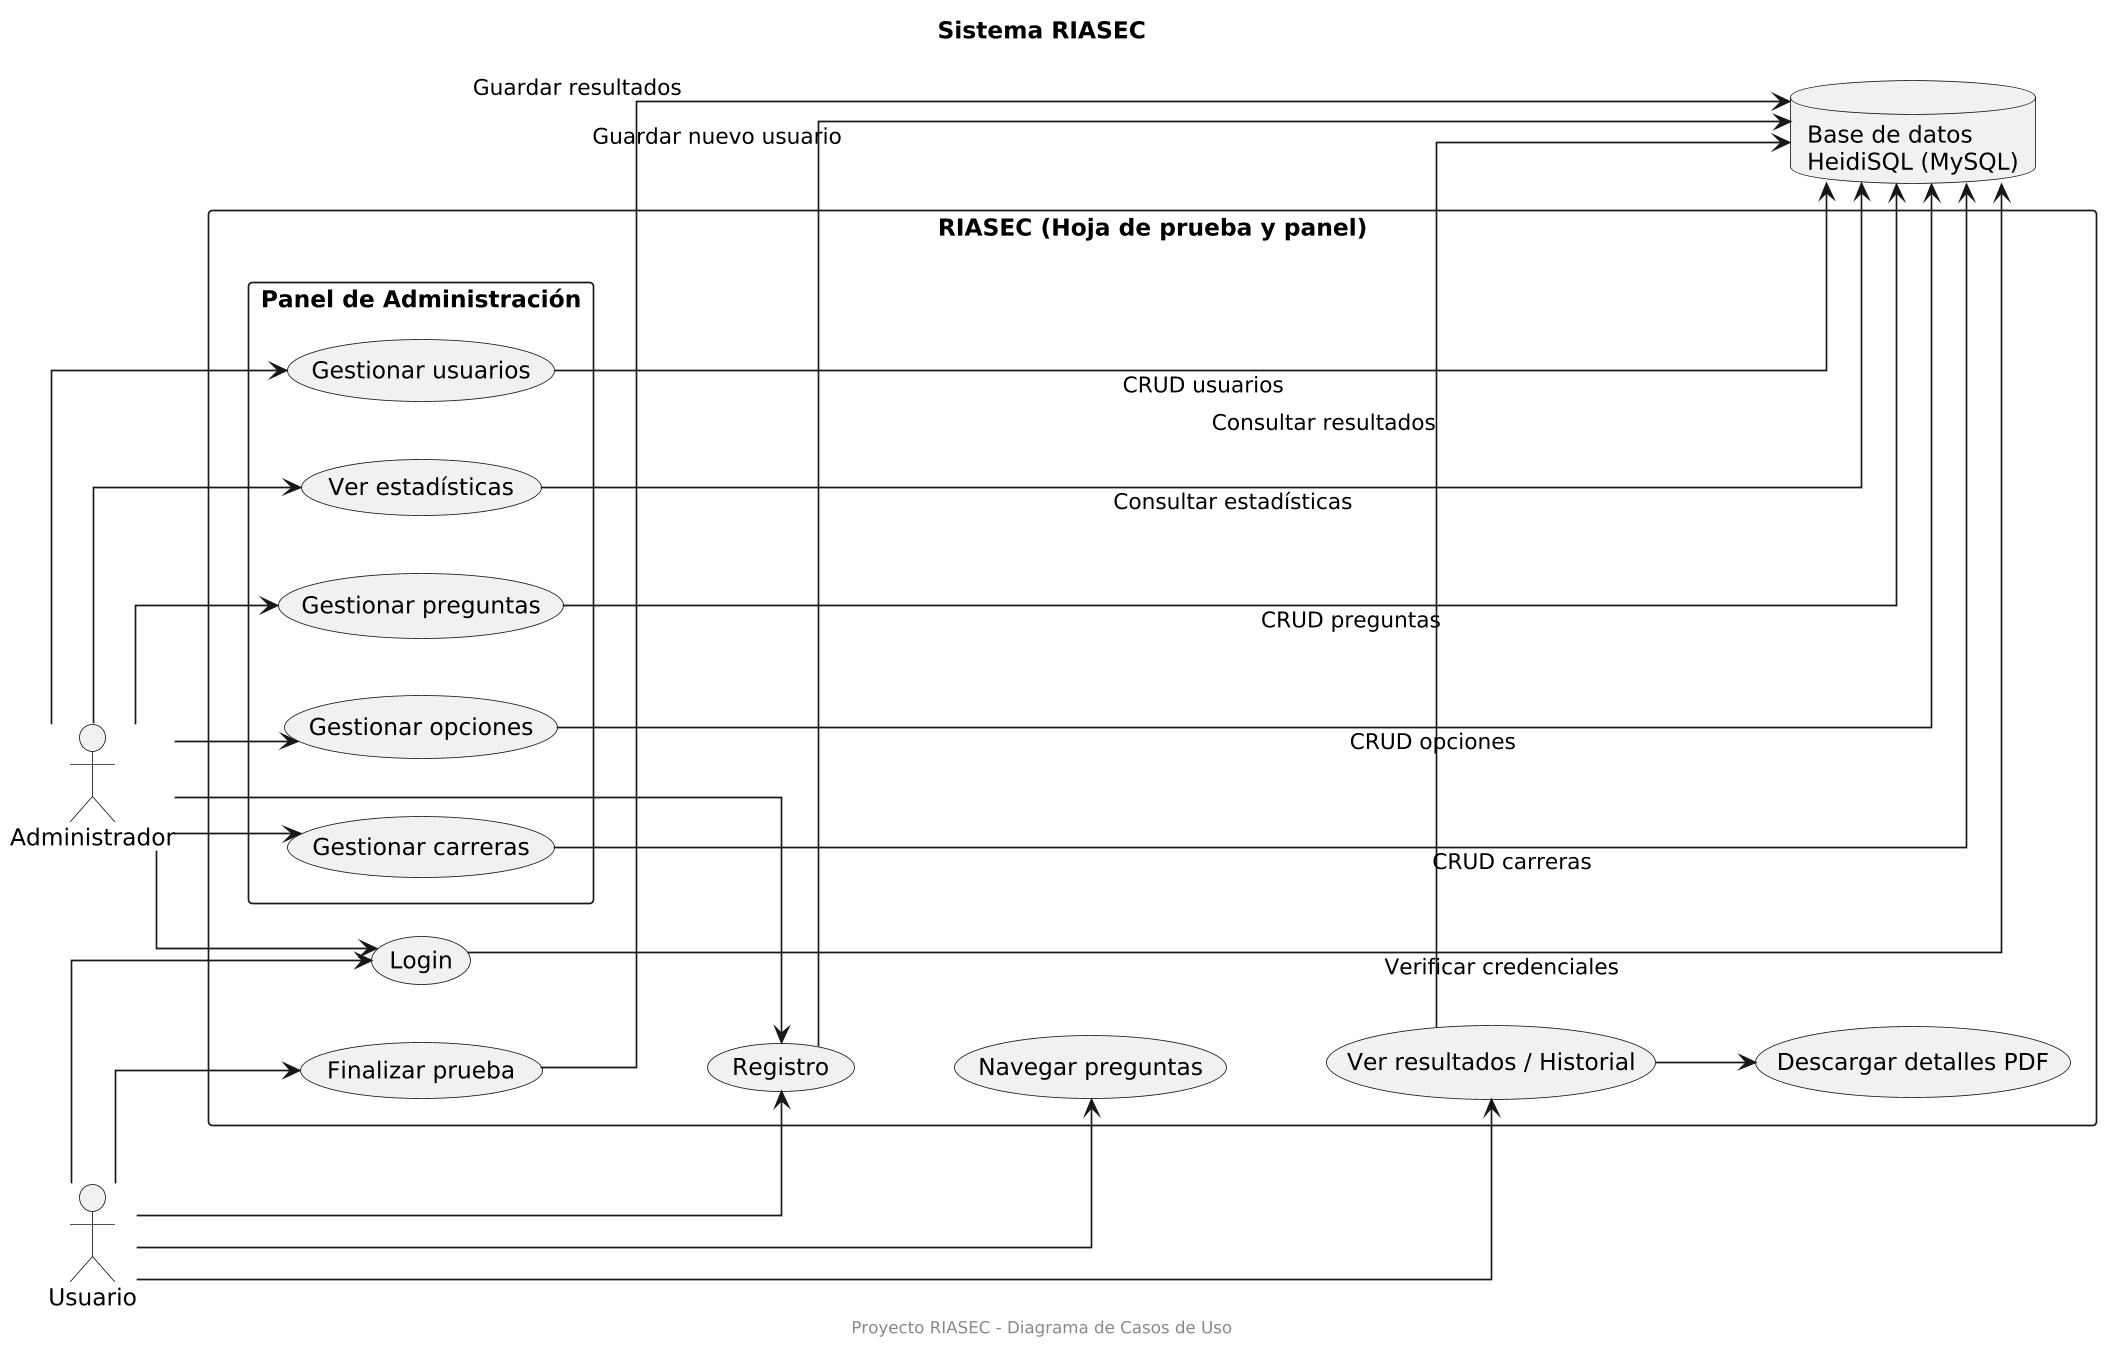 Sistema RIASEC
Guardar resultados
Guardar nuevo usuario
Base de datos
HeidiSQL (MySQL)
RIASEC (Hoja de prueba y panel)
Panel de Administración
Gestionar usuarios
CRUD usuarios
Consultar resultados
Ver estadísticas
Consultar estadísticas
Gestionar preguntas
CRUD preguntas
Gestionar opciones
CRUD opciones
Administrador
Gestionar carreras
CRUD carreras
Login
Verificar credenciales
Finalizar prueba
Registro
Navegar preguntas
Ver resultados / Historial
Descargar detalles PDF
Usuario
Proyecto RIASEC - Diagrama de Casos de Uso